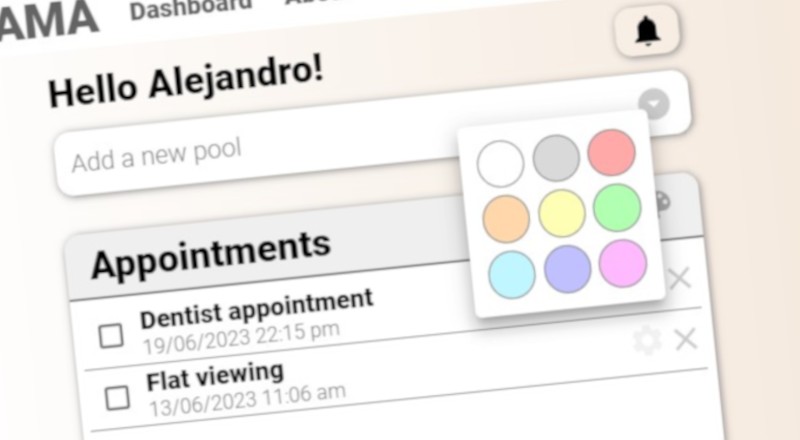 AMA Dashboard
Hello Alejandro!
Add a new pool
Appointments
Dentist appointment
19/06/2023 22:15 pm
Flat viewing
13/06/2023 11:06 am